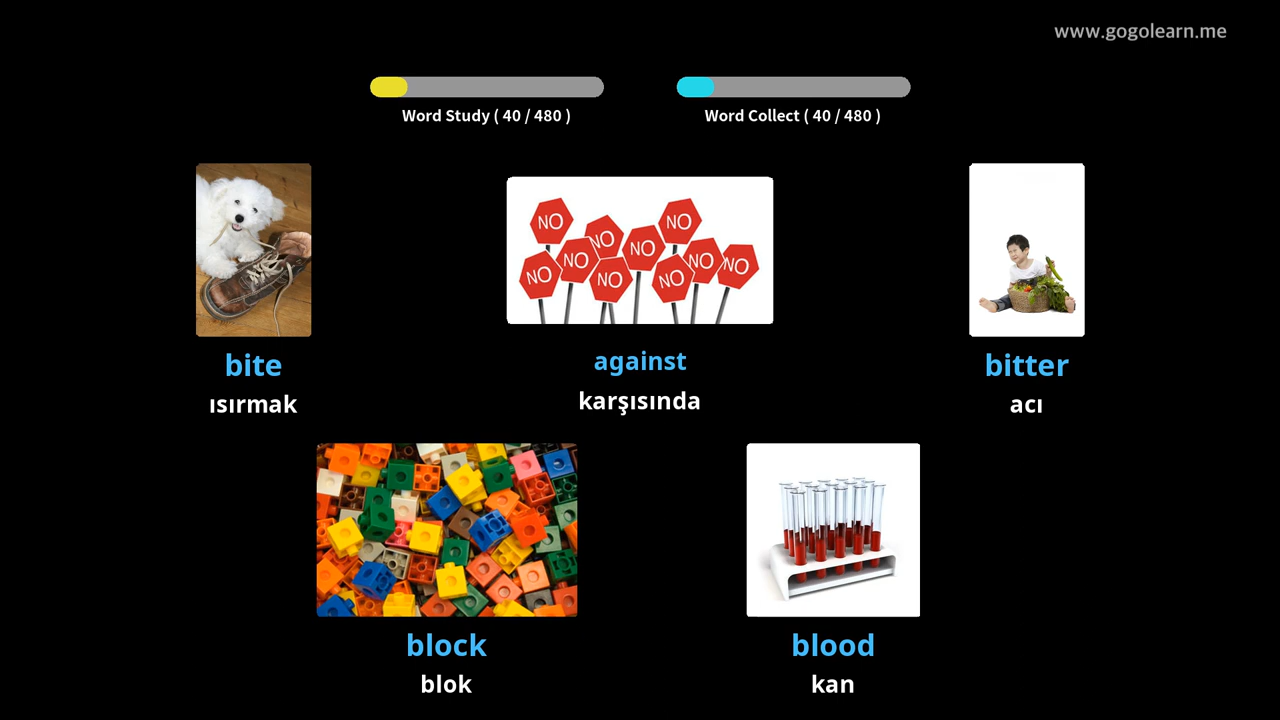 www.gogolearn.me
Word Study ( 40 / 480 )
Word Collect ( 40 / 480 )
NO
NO
NO
NO
NO
NO
NO
NO
NO
NO
bite
ısırmak
against
karşısında
bitter
acı
block
blok
blood
kan